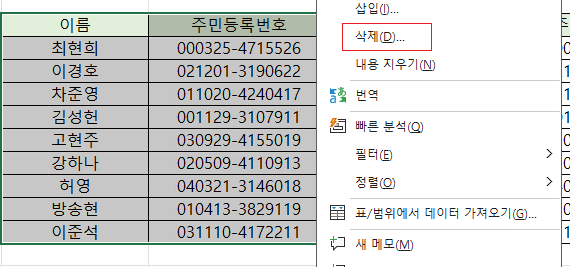 이름 주민등록번호
최현희 000325-4715526
이경호 021201-3190622
차준영 011020-4240417
김성헌 001129-3107911
고현주 030929-4155019
강하나 020509-4110913
허영 040321-3146018
방송현 010413-3829119
이준석 031110-4172211
삽입(I)...
삭제(D)...
내용 지우기(N)
번역
빠른 분석(Q)
필터(E)
정렬(O)
표/범위에서 데이터 가져오기(G)...
새 메모(M)